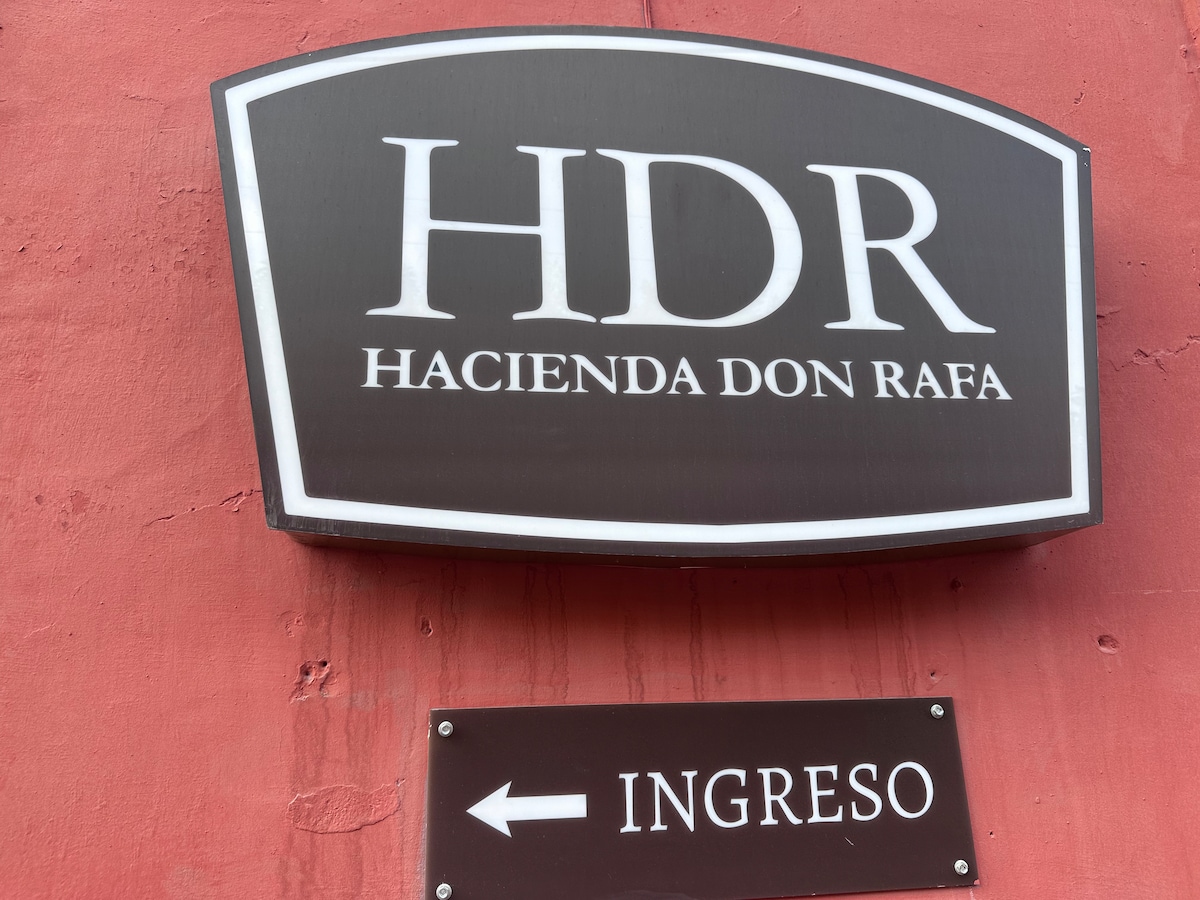 HDR
HACIENDA DON RAFA
← INGRESO